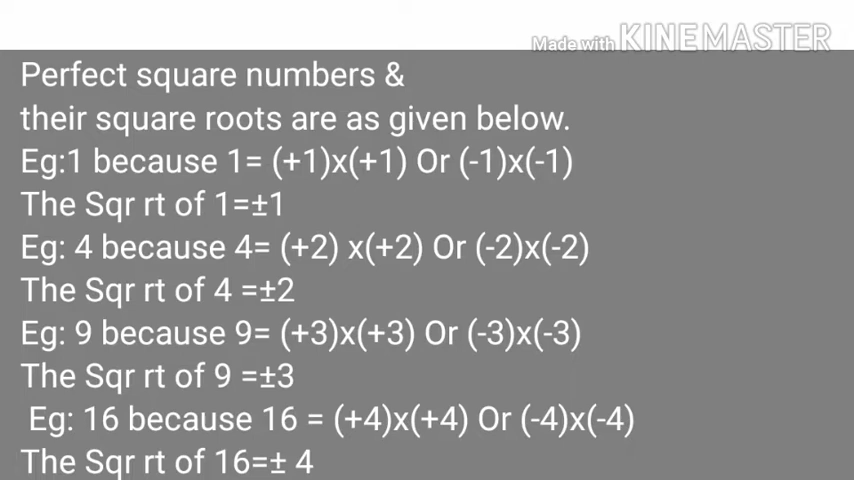 Made with KINEMASTER
Perfect square numbers &
their square roots are as given below.
Eg:1 because 1= (+1)x(+1) Or (-1)x(-1)
The Sqr rt of 1=±1
Eg: 4 because 4= (+2) x(+2) Or (-2)x(-2)
The Sqr rt of 4 =±2
Eg: 9 because 9= (+3)x(+3) Or (-3)x(-3)
The Sqr rt of 9 =±3
Eg: 16 because 16 = (+4)x(+4) Or (-4)x(-4)
The Sqr rt of 16=± 4